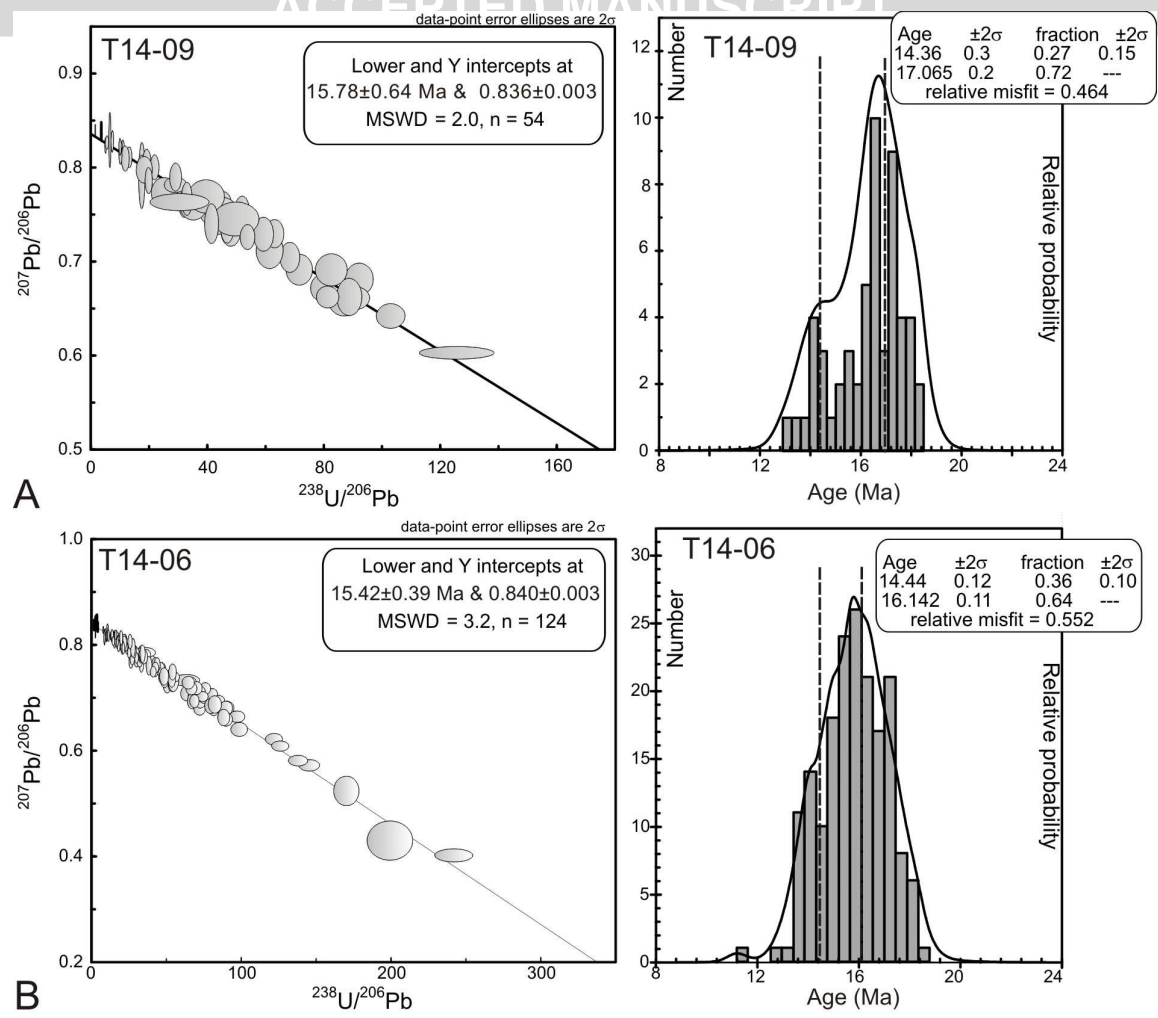 ACCEPTED MANUSCRIPT
data-point error ellipses are 2σ
T14-09
Lower and Y intercepts at
15.78±0.64 Ma & 0.836±0.003
MSWD = 2.0, n = 54
0.9
0.8
0.7
0.6
0.5
207Pb/206Pb
0 40 80 120 160
238U/206Pb
A
T14-09
Number
Age ±2σ fraction ±2σ
14.36 0.3 0.27 0.15
17.065 0.2 0.72 ---
relative misfit = 0.464
12
10
8
6
4
2
0
Relative probability
8 12 16 20 24
Age (Ma)
data-point error ellipses are 2σ
T14-06
Lower and Y intercepts at
15.42±0.39 Ma & 0.840±0.003
MSWD = 3.2, n = 124
1.0
0.8
0.6
0.4
0.2
207Pb/206Pb
0 100 200 300
238U/206Pb
B
T14-06
Number
Age ±2σ fraction ±2σ
14.44 0.12 0.36 0.10
16.142 0.11 0.64 ---
relative misfit = 0.552
30
25
20
15
10
5
0
Relative probability
8 12 16 20 24
Age (Ma)